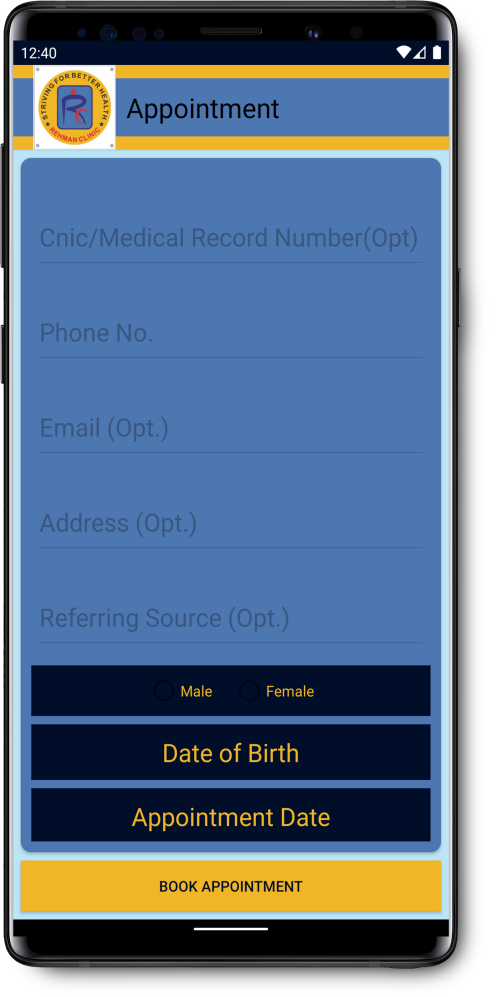 12:40
STRIVING FOR BETTER HEALTH
REHMAN CLINIC
Appointment
Cnic/Medical Record Number(Opt)
Phone No.
Email (Opt.)
Address (Opt.)
Referring Source (Opt.)
Male Female
Date of Birth
Appointment Date
BOOK APPOINTMENT